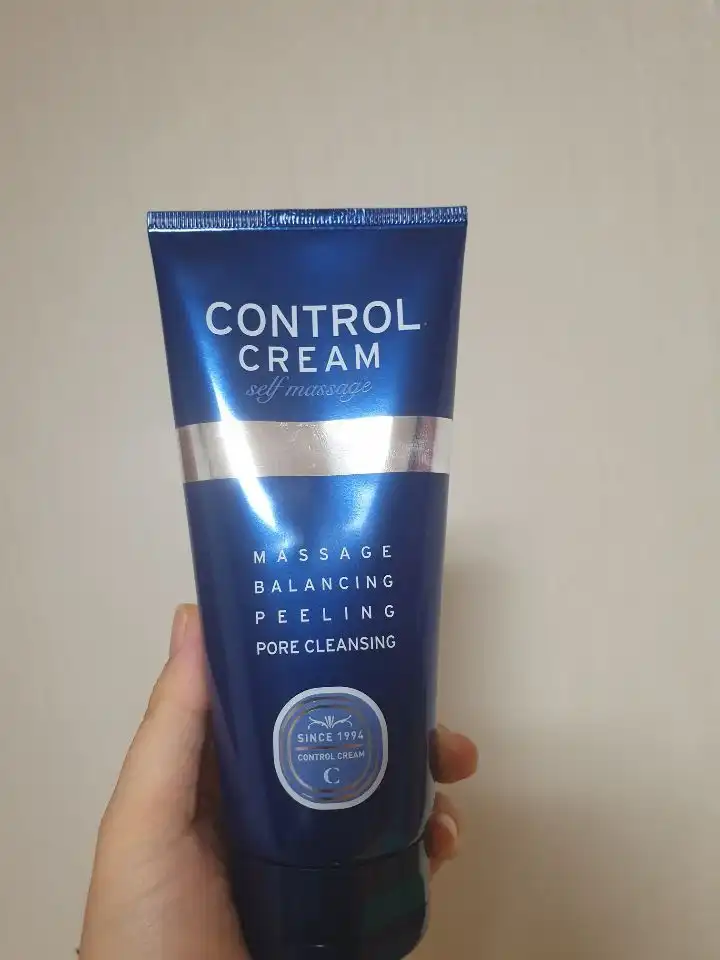 CONTROL
CREAM
self massage
MASSAGE
BALANCING
PEELING
PORE CLEANSING
SINCE 1994
CONTROL CREAM
C